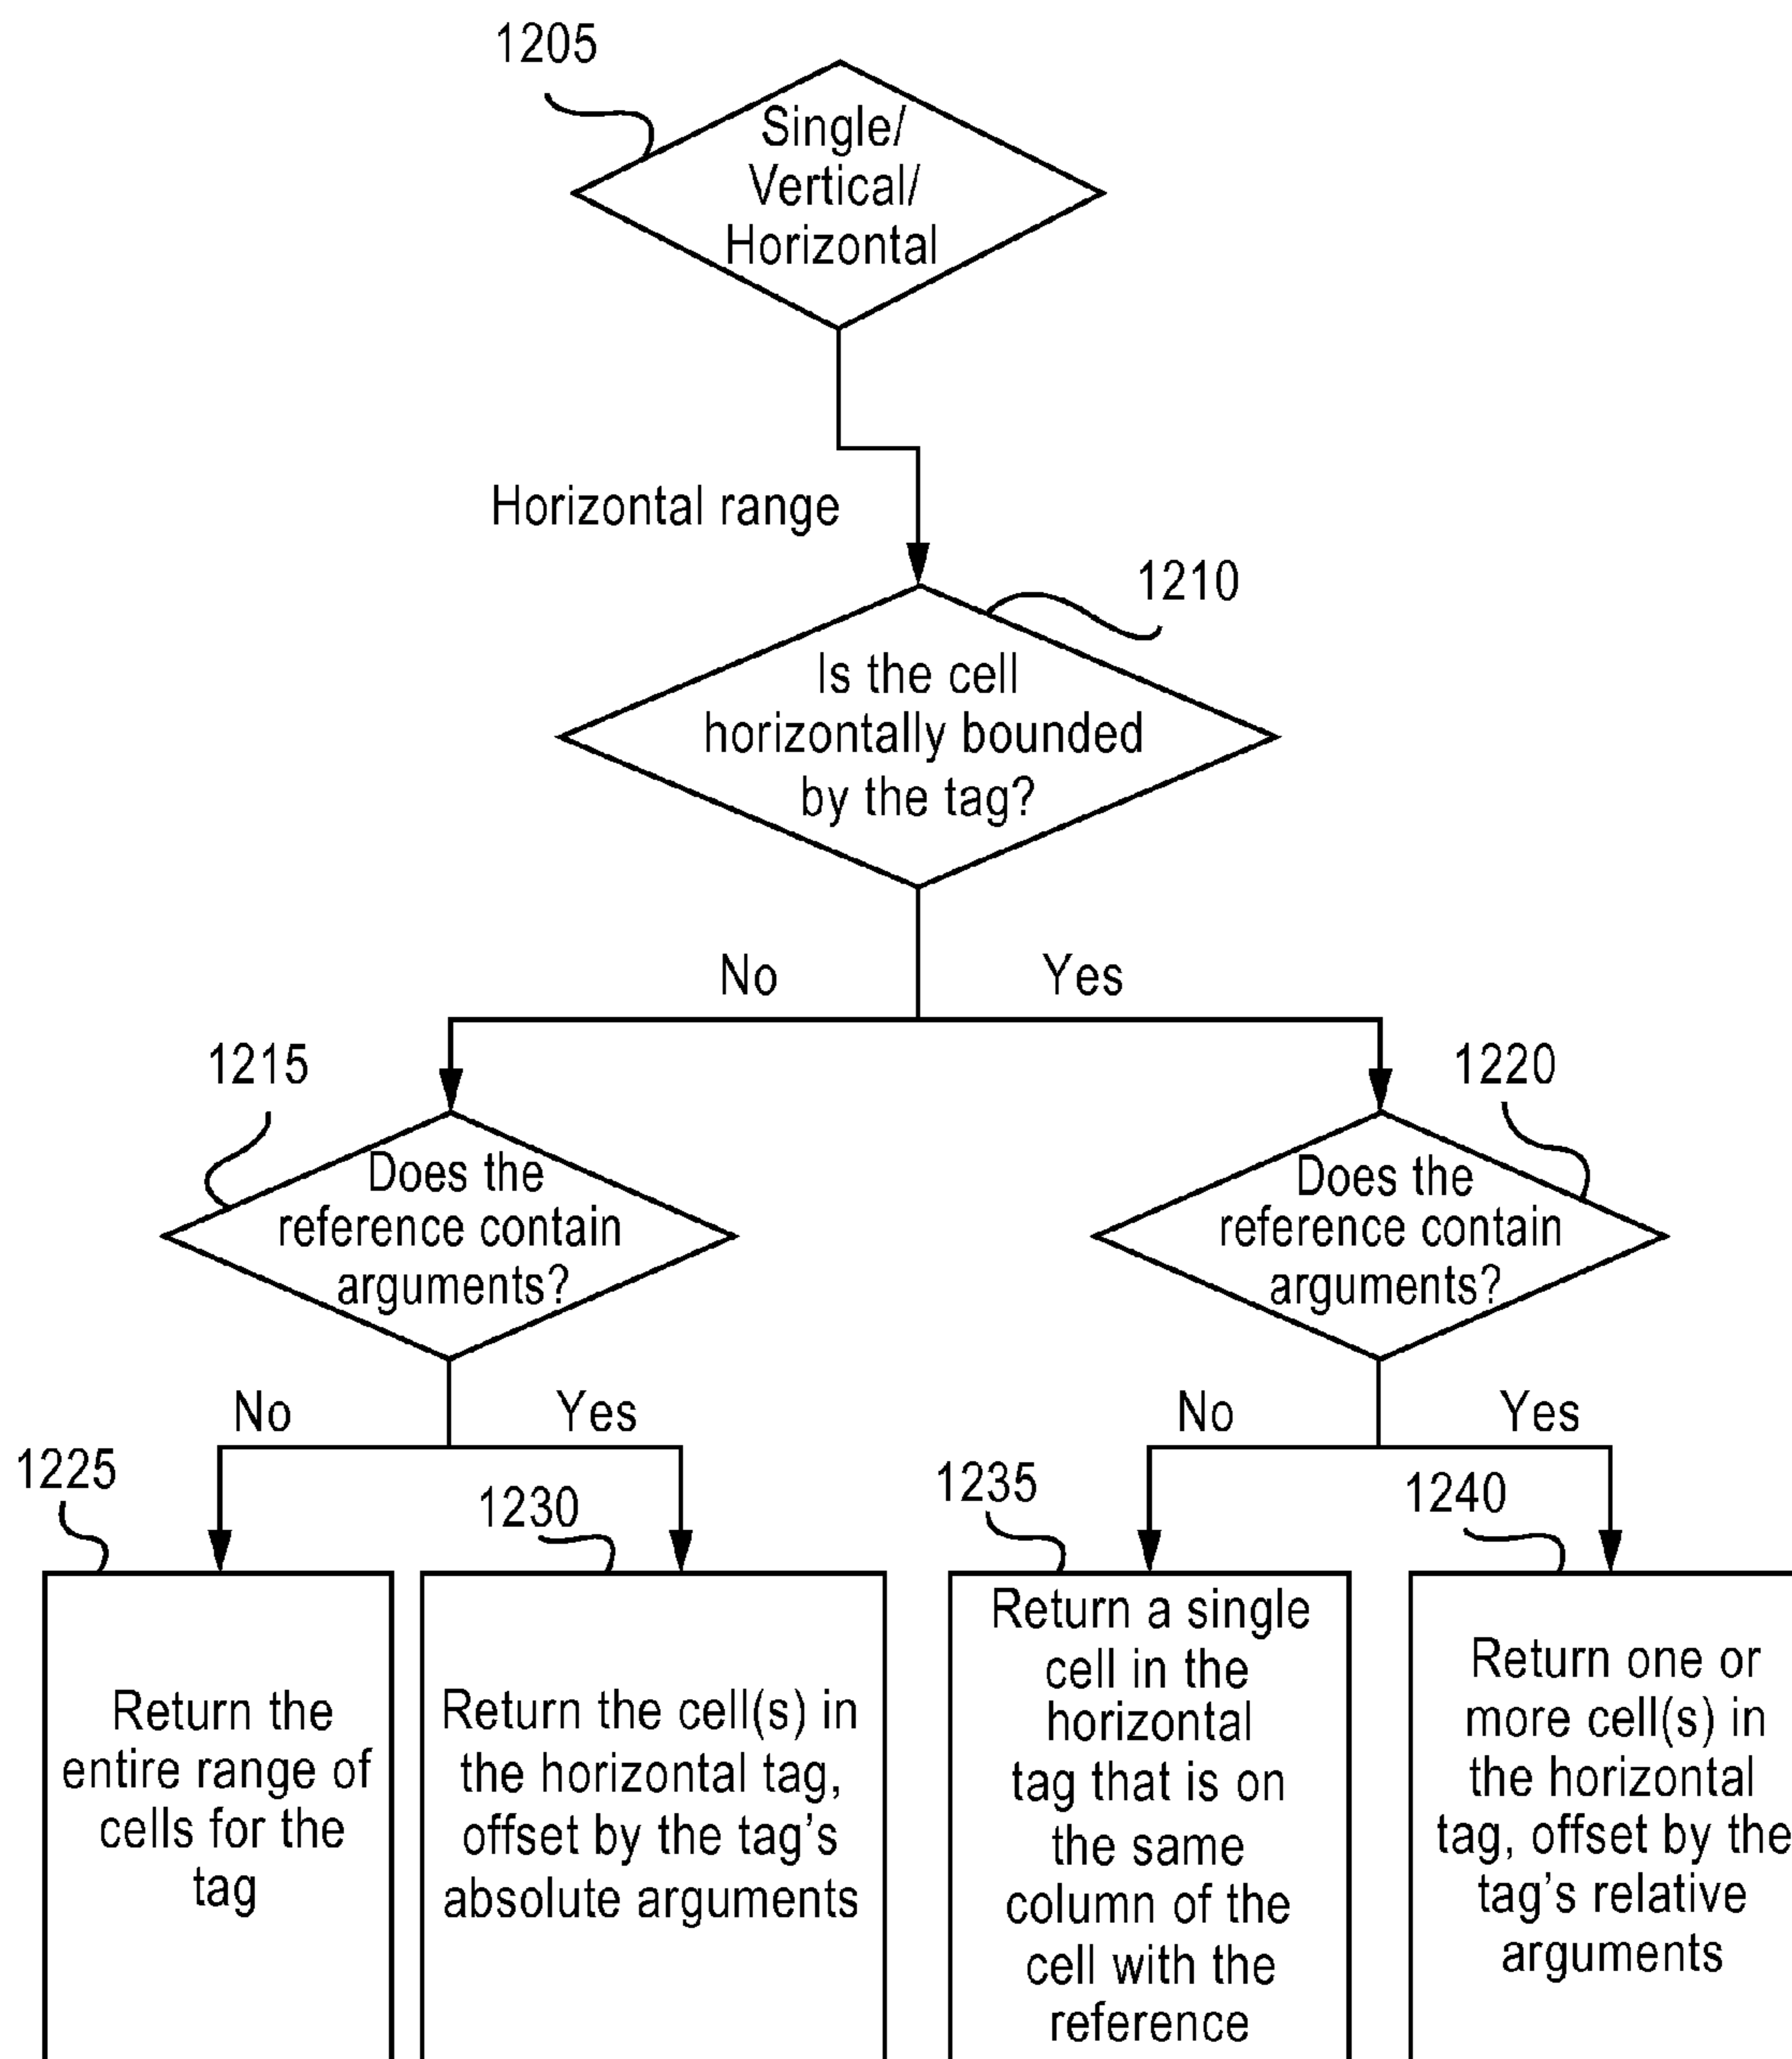 1205
Single/
Vertical/
Horizontal
Horizontal range
1210
Is the cell
horizontally bounded
by the tag?
No
Yes
1215
Does the
reference contain
arguments?
1220
Does the
reference contain
arguments?
No
Yes
No
Yes
1225
Return the
entire range of
cells for the
tag
1230
Return the cell(s) in
the horizontal tag,
offset by the tag's
absolute arguments
1235
Return a single
cell in the
horizontal
tag that is on
the same
column of the
cell with the
reference
1240
Return one or
more cell(s) in
the horizontal
tag, offset by the
tag's relative
arguments